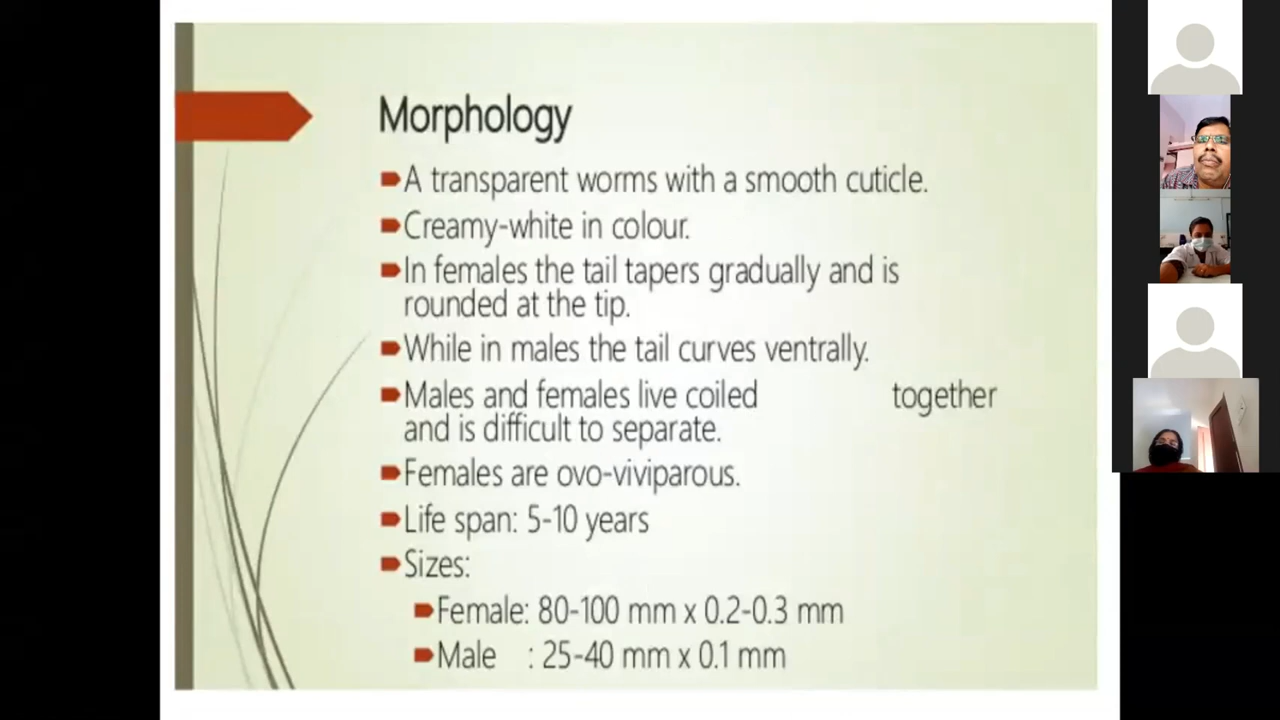 Morphology
A transparent worms with a smooth cuticle.
Creamy-white in colour.
In females the tail tapers gradually and is
rounded at the tip.
While in males the tail curves ventrally.
Males and females live coiled together
and is difficult to separate.
Females are ovo-viviparous.
Life span: 5-10 years
Sizes:
Female: 80-100 mm x 0.2-0.3 mm
Male : 25-40 mm x 0.1 mm